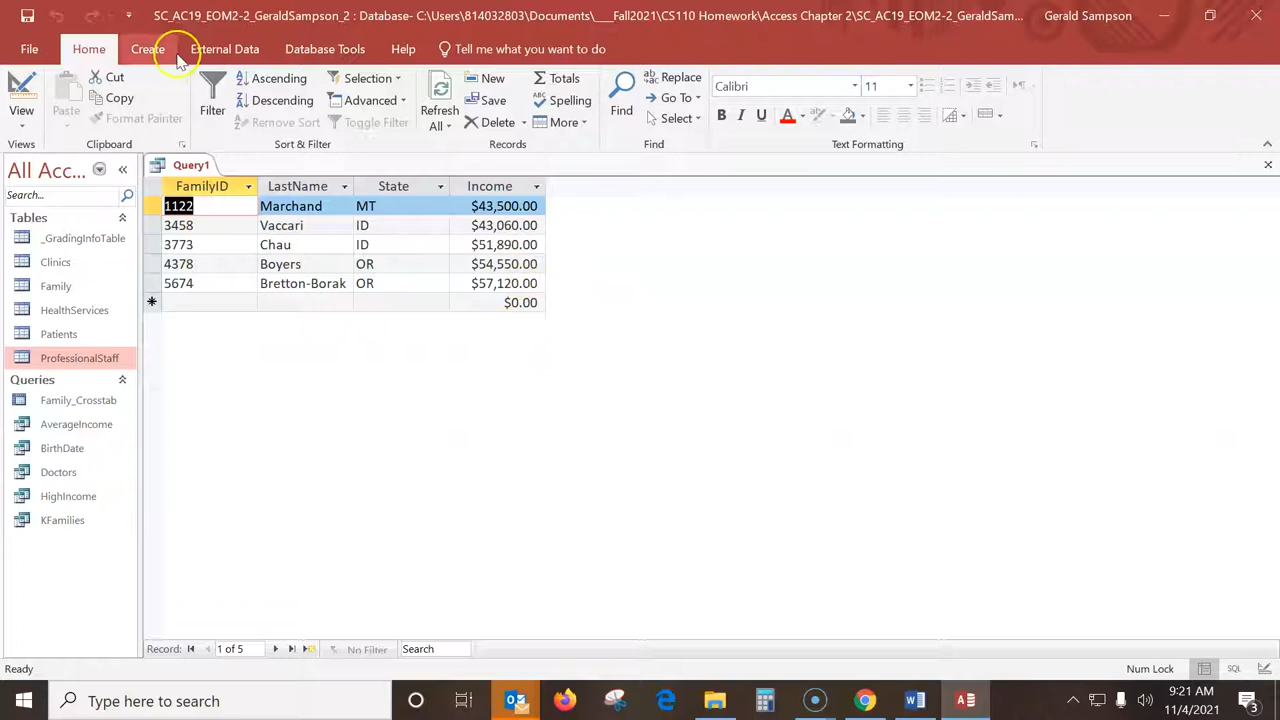 SC_AC19_EOM2-2_GeraldSampson_2 : Database- C:\Users\814032803\Documents\___Fall2021\CS110 Homework\Access Chapter 2\SC_AC19_EOM2-2_GeraldSam... Gerald Sampson
File Home Create External Data Database Tools Help Tell me what you want to do
View Paste Cut Copy Format Painter Filter Ascending Descending Remove Sort Selection Advanced Toggle Filter Refresh All New Save Delete Totals Spelling More Find Replace Go To Select Calibri 11 B I U A
Views Clipboard Sort & Filter Records Find Text Formatting
All Acc... Query1
Search... FamilyID LastName State Income
1122 Marchand MT $43,500.00
3458 Vaccari ID $43,060.00
3773 Chau ID $51,890.00
4378 Boyers OR $54,550.00
5674 Bretton-Borak OR $57,120.00
$0.00
Tables
_GradingInfoTable
Clinics
Family
HealthServices
Patients
ProfessionalStaff
Queries
Family_Crosstab
AverageIncome
BirthDate
Doctors
HighIncome
KFamilies
Record: 1 of 5 No Filter Search
Ready Num Lock SQL
Type here to search 9:21 AM
11/4/2021 3